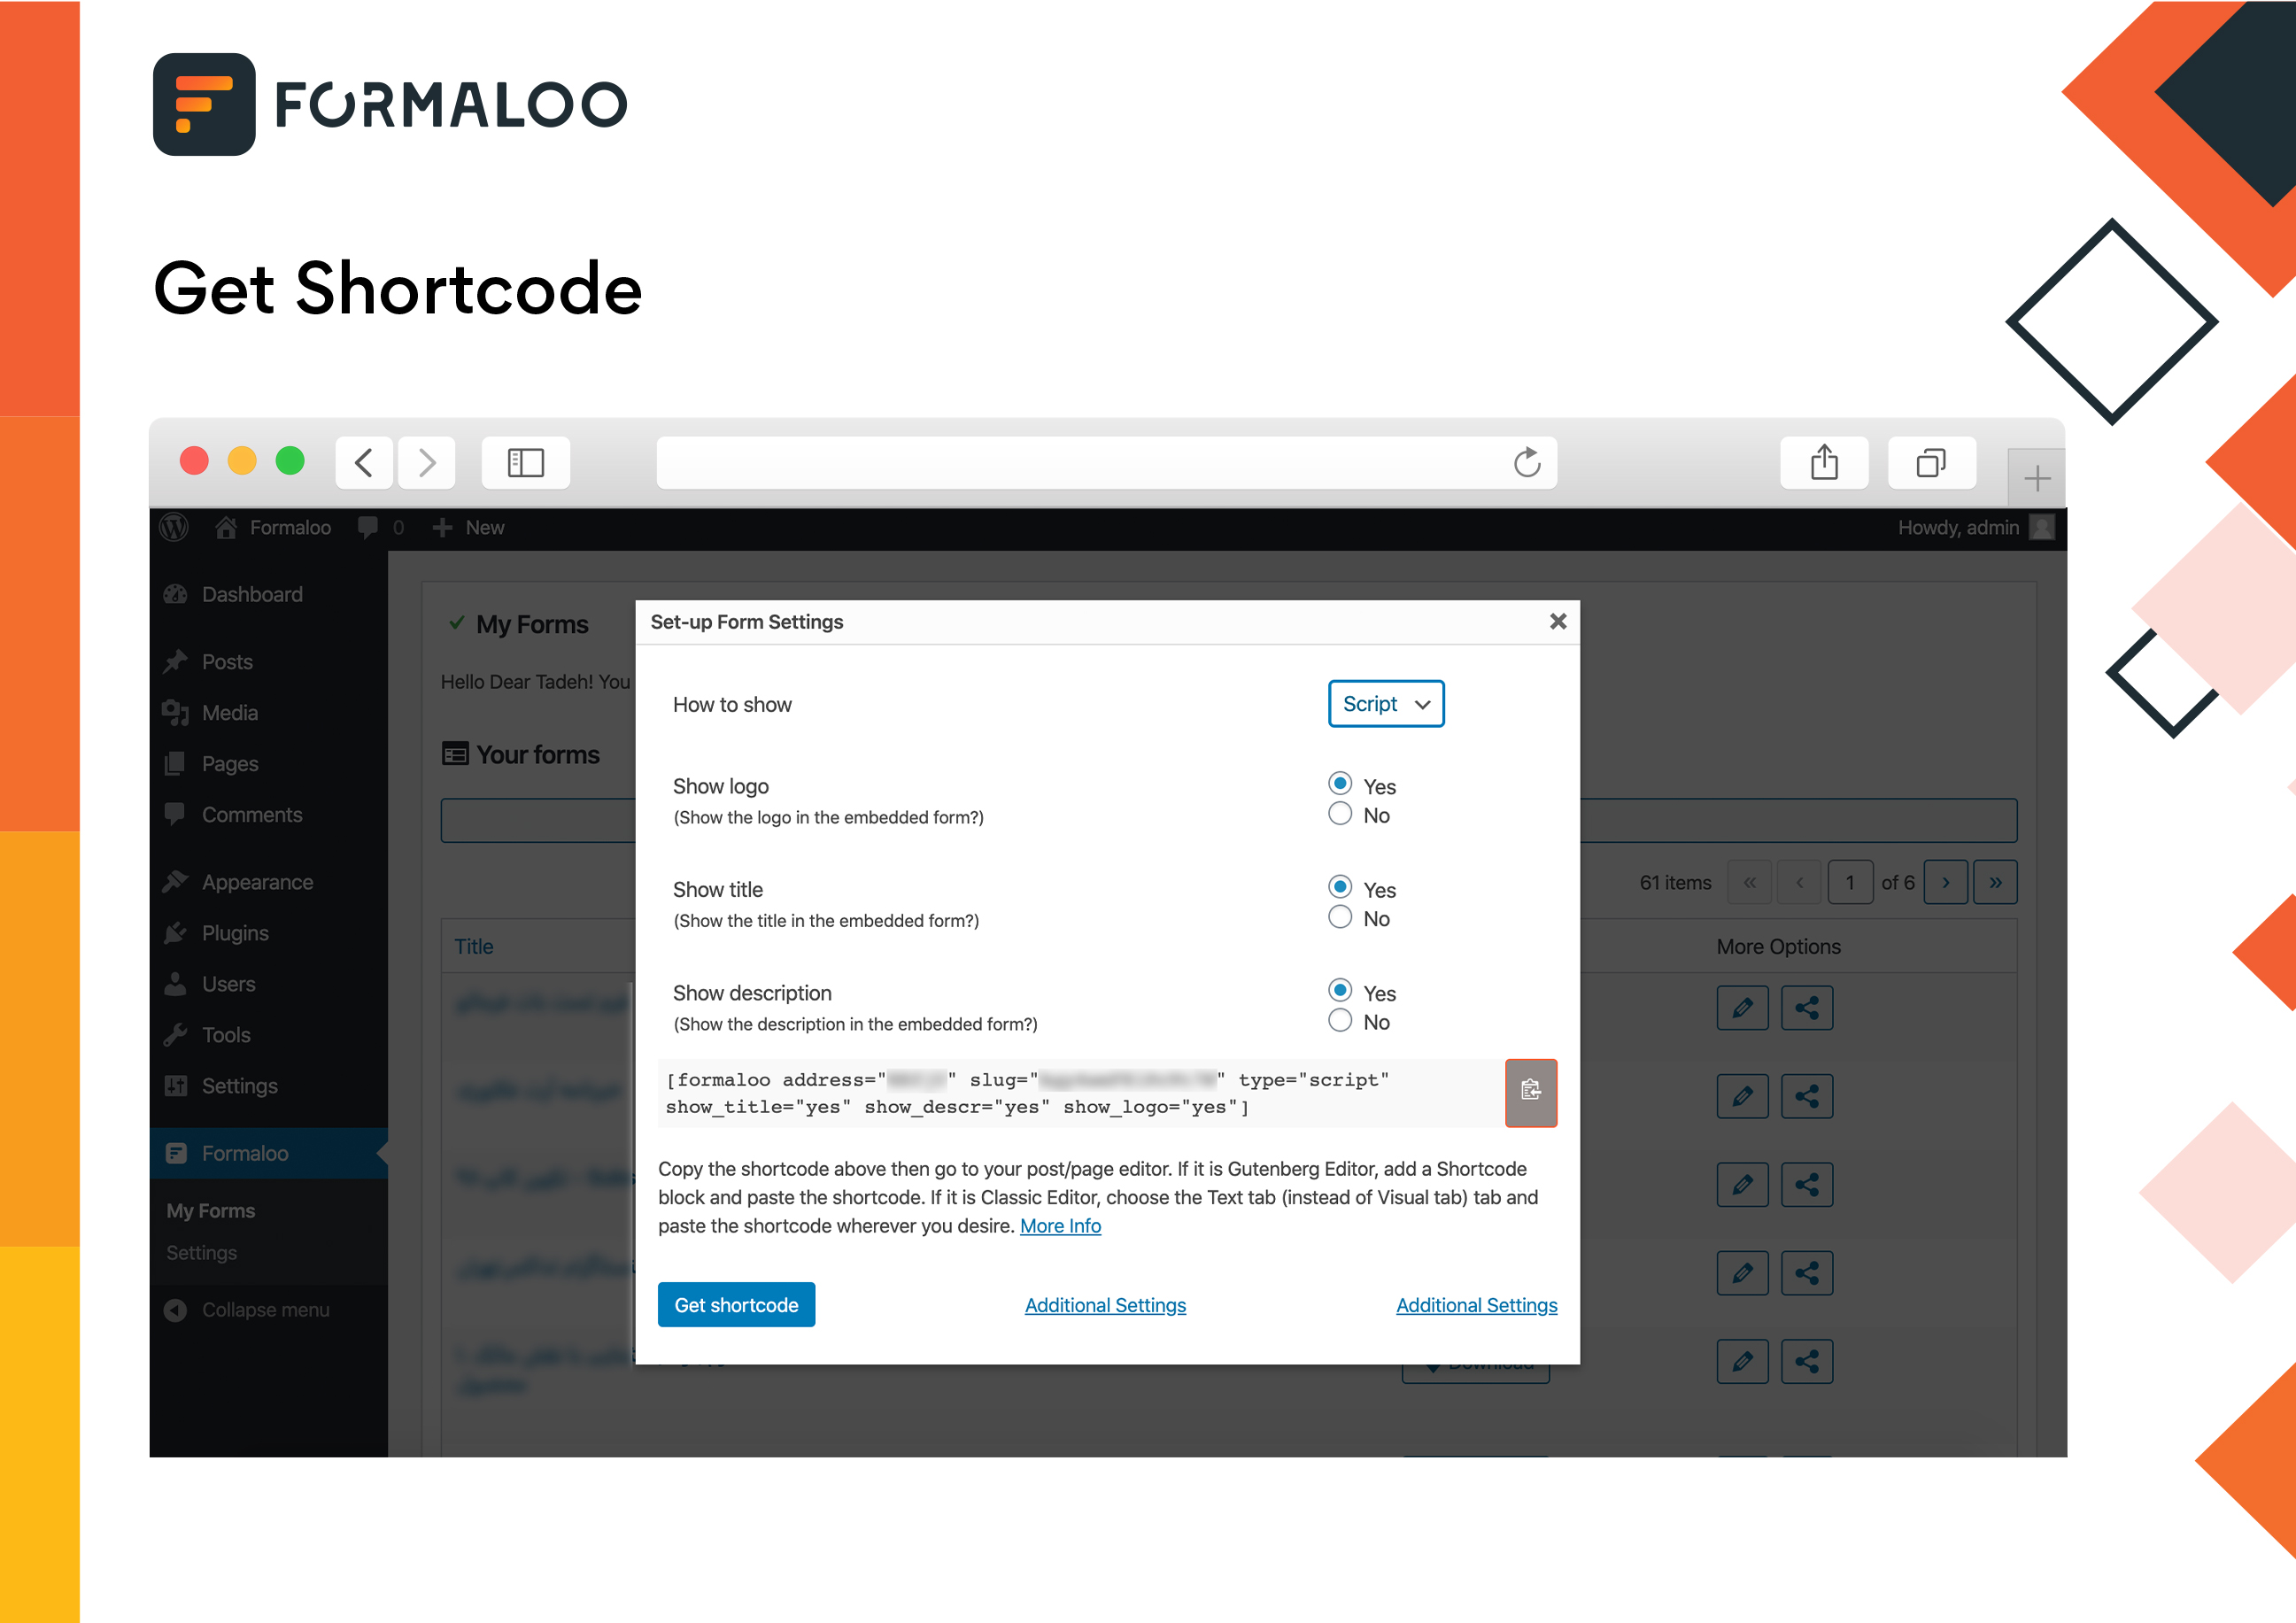 FORMALOO
Get Shortcode
Formaloo 0 New Howdy, admin
Dashboard
Posts
Media
Pages
Comments
Appearance
Plugins
Users
Tools
Settings
Formaloo
My Forms
Settings
Collapse menu
My Forms
Hello Dear Tadeh! You
Your forms
61 items « ‹ 1 of 6 › »
Title More Options
Set-up Form Settings
How to show Script
Show logo Yes
(Show the logo in the embedded form?) No
Show title Yes
(Show the title in the embedded form?) No
Show description Yes
(Show the description in the embedded form?) No
[formaloo address="" slug="" type="script"
show_title="yes" show_descr="yes" show_logo="yes"]
Copy the shortcode above then go to your post/page editor. If it is Gutenberg Editor, add a Shortcode
block and paste the shortcode. If it is Classic Editor, choose the Text tab (instead of Visual tab) tab and
paste the shortcode wherever you desire. More Info
Get shortcode Additional Settings Additional Settings
Download